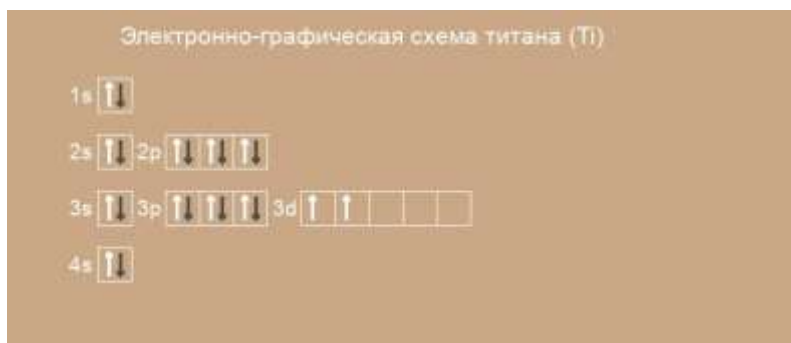 Электронно-графическая схема титана (Ti)
1s
2s 2p
3s 3p 3d
4s